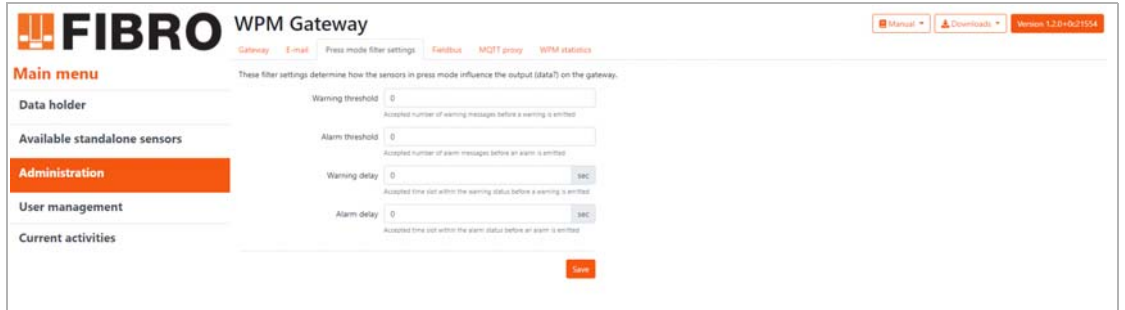 FIBRO
WPM Gateway
Manual
Downloads
Version 1.2.0+0c21554
Gateway E-mail Press mode filter settings Fieldbus MQTT proxy WPM statistics
Main menu
Data holder
Available standalone sensors
Administration
User management
Current activities
These filter settings determine how the sensors in press mode influence the output (data?) on the gateway.
Warning threshold 0
Accepted number of warning messages before a warning is emitted
Alarm threshold 0
Accepted number of alarm messages before an alarm is emitted
Warning delay 0 sec
Accepted time slot within the warning status before a warning is emitted
Alarm delay 0 sec
Accepted time slot within the alarm status before an alarm is emitted
Save